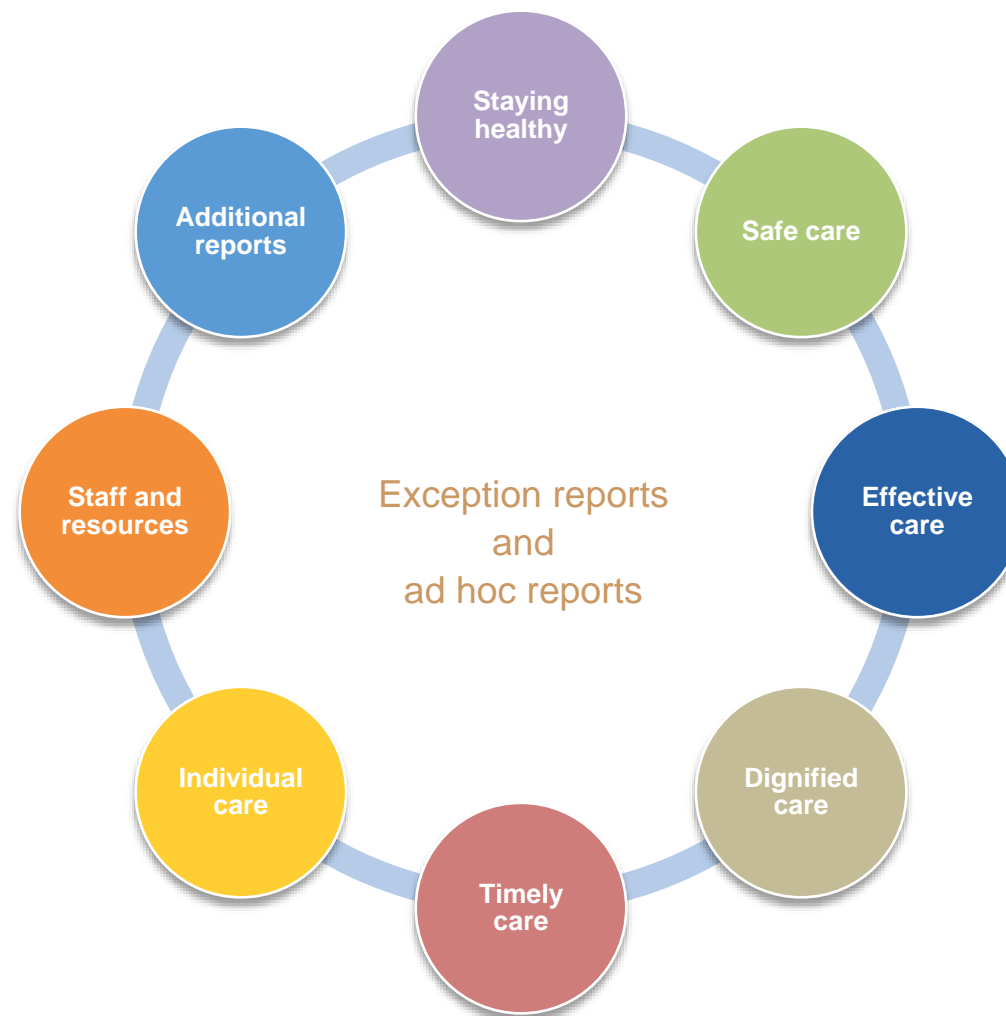 Staying
healthy
Safe care
Effective
care
Dignified
care
Timely
care
Individual
care
Staff and
resources
Additional
reports
Exception reports
and
ad hoc reports